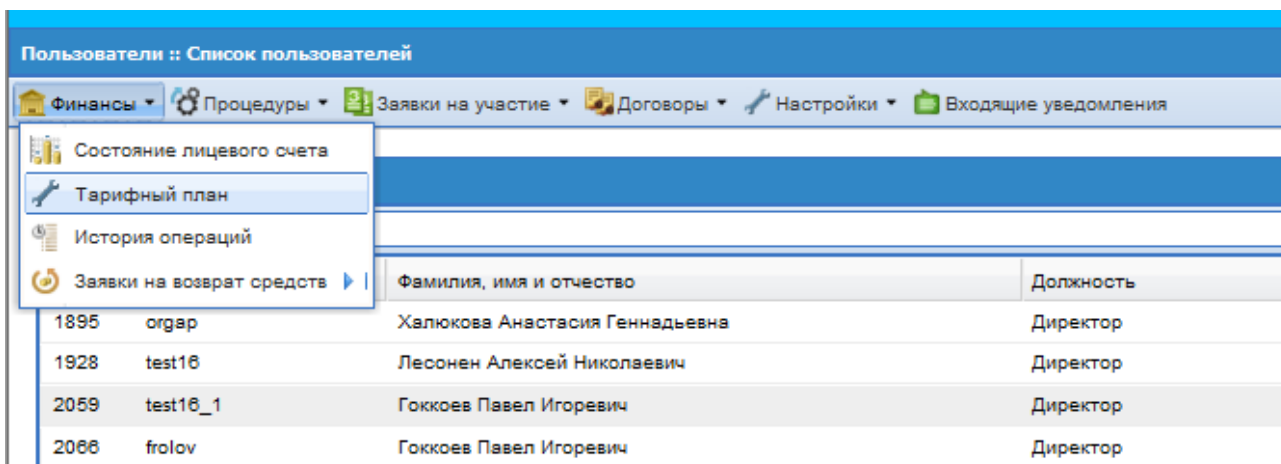 Пользователи :: Список пользователей
Финансы Процедуры Заявки на участие Договоры Настройки Входящие уведомления
Состояние лицевого счета
Тарифный план
История операций
Заявки на возврат средств
Фамилия, имя и отчество Должность
1895 orgap Халюкова Анастасия Геннадьевна Директор
1928 test16 Лесонен Алексей Николаевич Директор
2059 test16_1 Гоккоев Павел Игоревич Директор
2066 frolov Гоккоев Павел Игоревич Директор